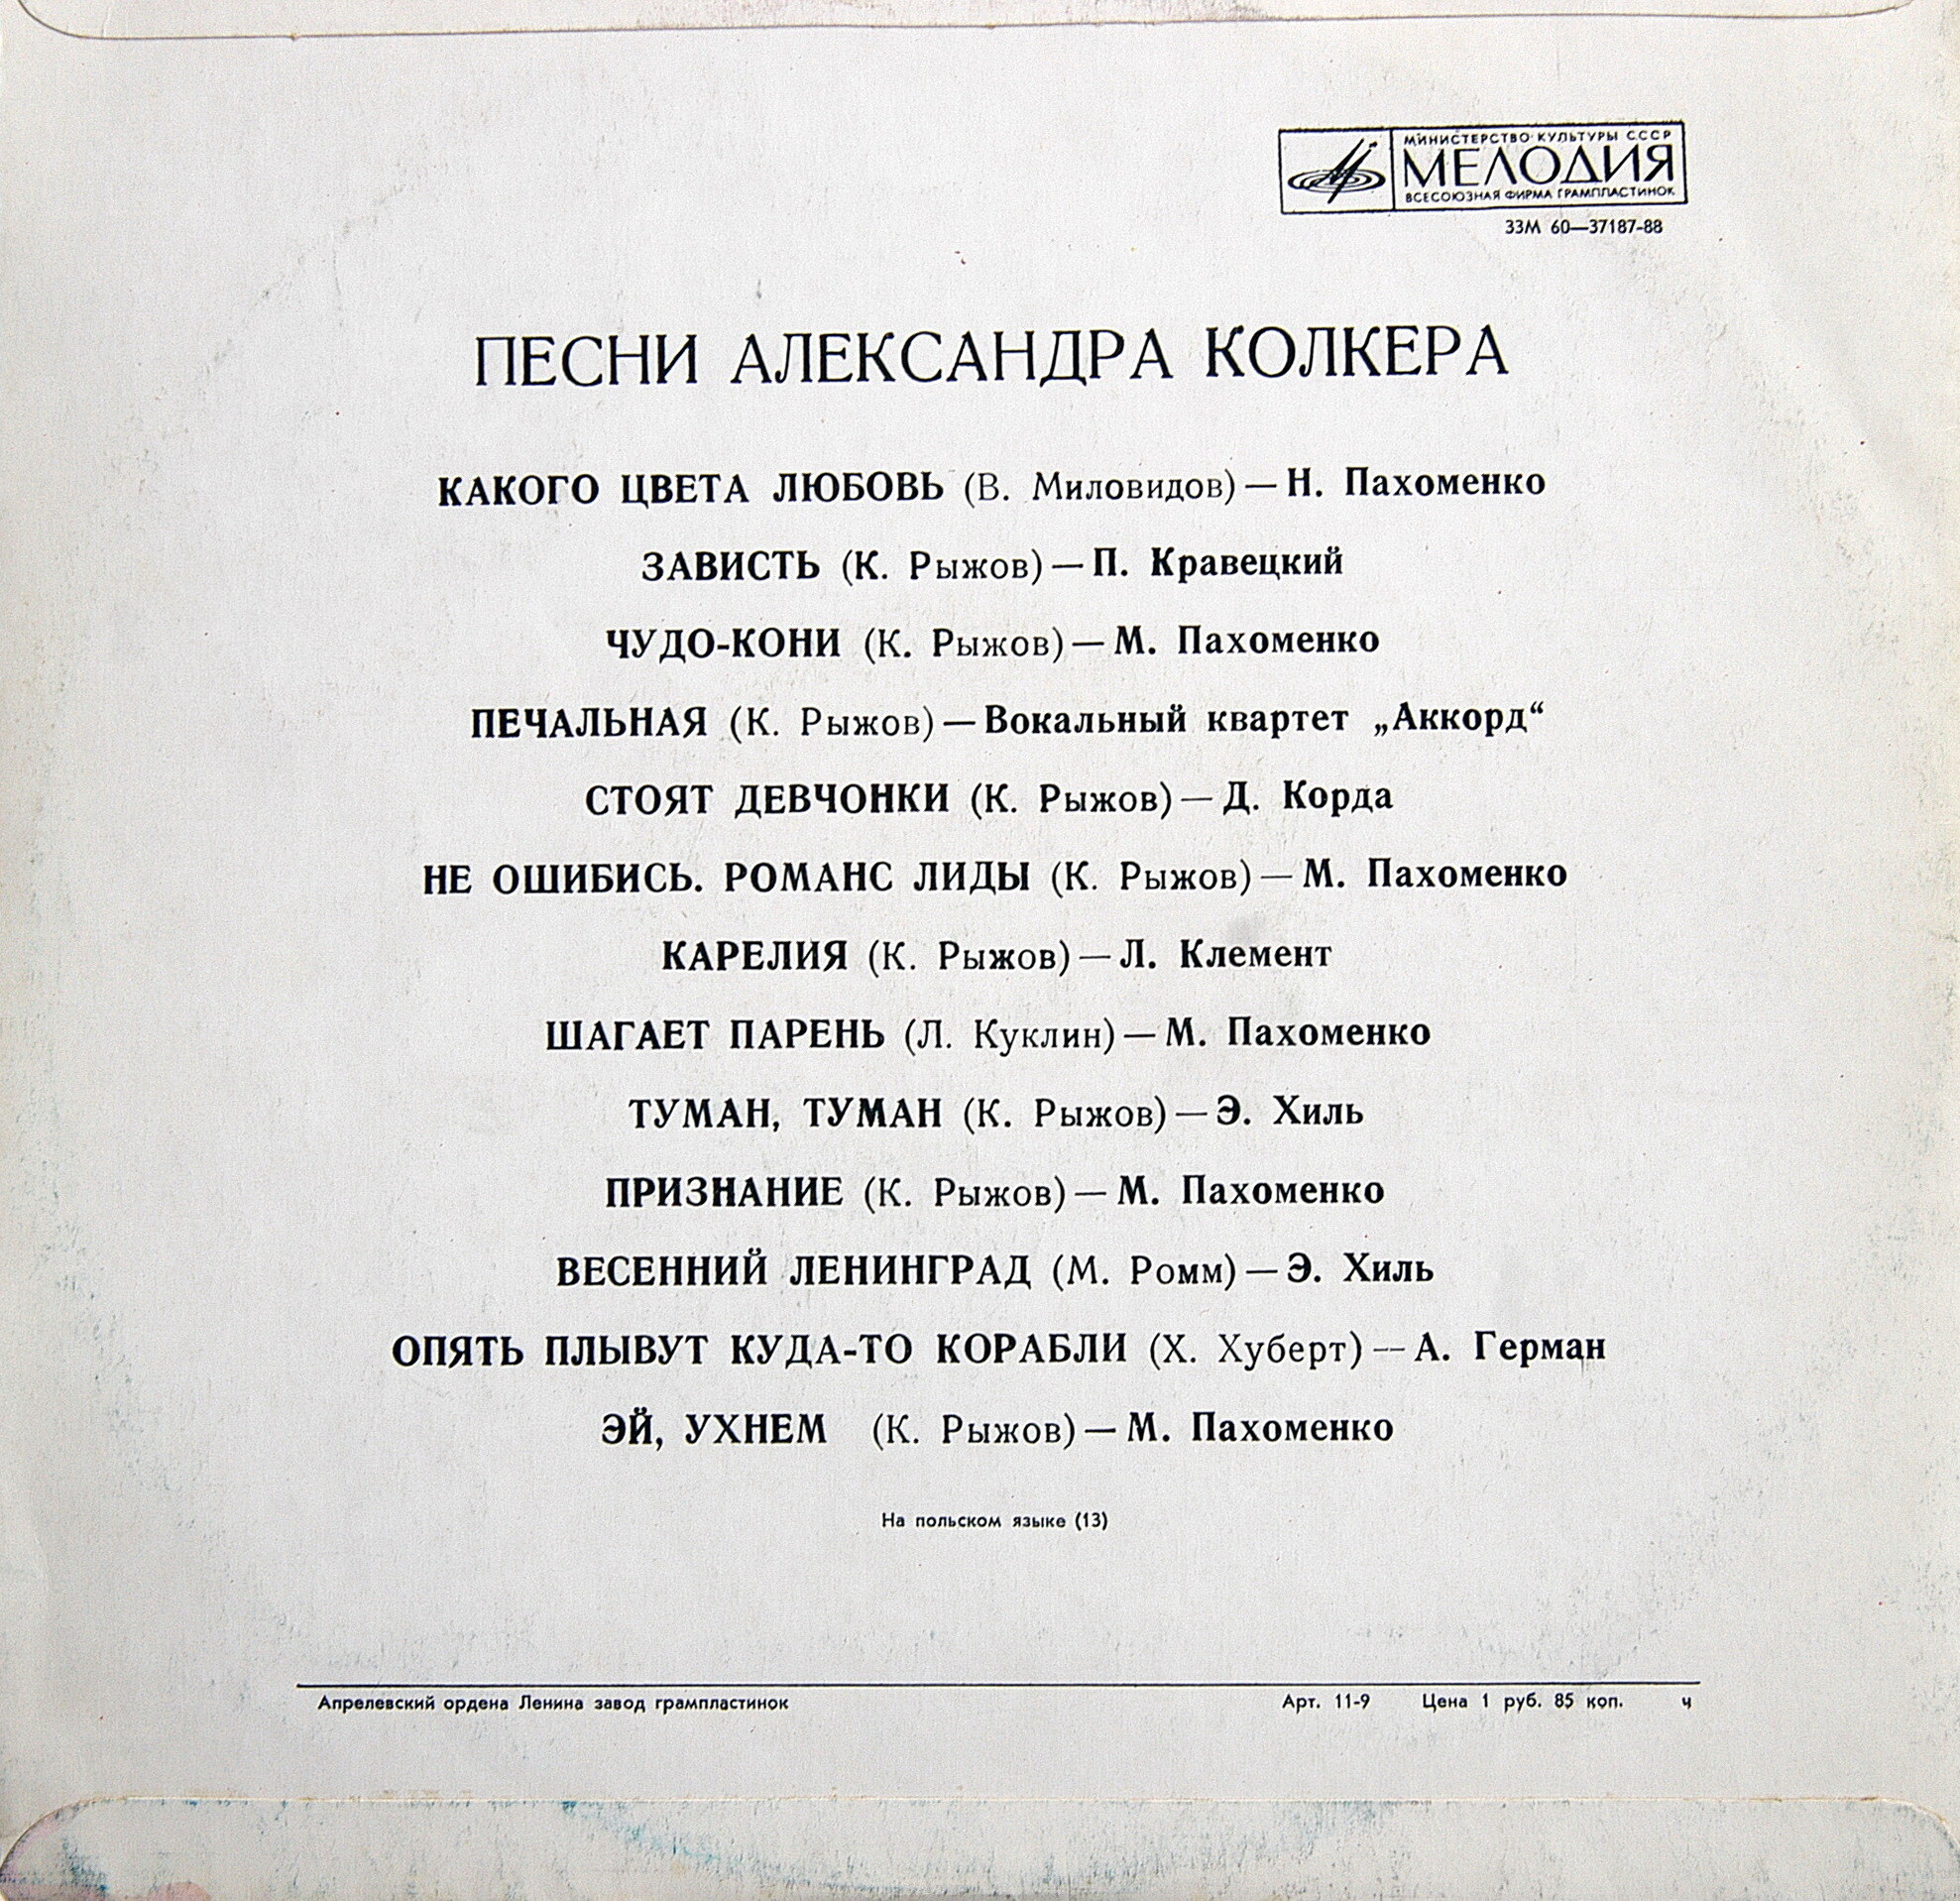 МИНИСТЕРСТВО КУЛЬТУРЫ СССР
МЕЛОДИЯ
ВСЕСОЮЗНАЯ ФИРМА ГРАМПЛАСТИНОК
33М 60—37187-88
ПЕСНИ АЛЕКСАНДРА КОЛКЕРА
КАКОГО ЦВЕТА ЛЮБОВЬ (В. Миловидов) — Н. Пахоменко
ЗАВИСТЬ (К. Рыжов) — П. Кравецкий
ЧУДО-КОНИ (К. Рыжов) — М. Пахоменко
ПЕЧАЛЬНАЯ (К. Рыжов) — Вокальный квартет „Аккорд“
СТОЯТ ДЕВЧОНКИ (К. Рыжов) — Д. Корда
НЕ ОШИБИСЬ. РОМАНС ЛИДЫ (К. Рыжов) — М. Пахоменко
КАРЕЛИЯ (К. Рыжов) — Л. Клемент
ШАГАЕТ ПАРЕНЬ (Л. Куклин) — М. Пахоменко
ТУМАН, ТУМАН (К. Рыжов) — Э. Хиль
ПРИЗНАНИЕ (К. Рыжов) — М. Пахоменко
ВЕСЕННИЙ ЛЕНИНГРАД (М. Ромм) — Э. Хиль
ОПЯТЬ ПЛЫВУТ КУДА-ТО КОРАБЛИ (Х. Хуберт) — А. Герман
ЭЙ, УХНЕМ (К. Рыжов) — М. Пахоменко
На польском языке (13)
Апрелевский ордена Ленина завод грампластинок Арт. 11-9 Цена 1 руб. 85 коп. ч